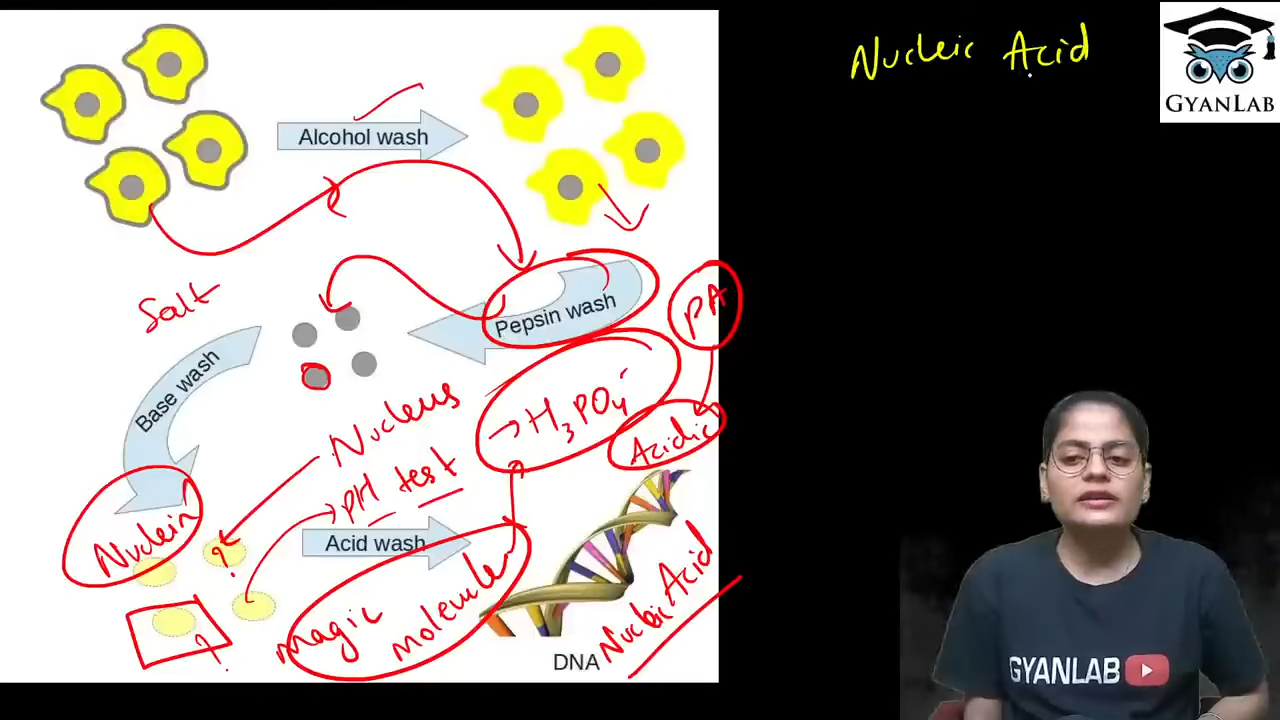 Nucleic Acid
GYANLAB
Alcohol wash
Salt
Pepsin wash
PA
Base wash
Nucleus
→ H3PO4
Acidic
pH test
Nuclein
Acid wash
?
magic
molecule
?
DNA
Nucleic Acid
GYANLAB